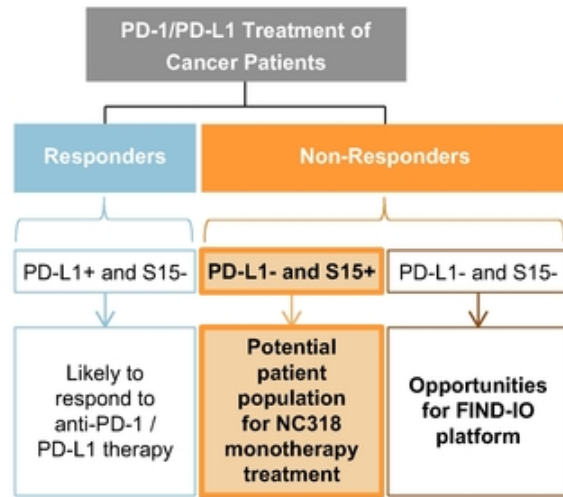 PD-1/PD-L1 Treatment of
Cancer Patients
Responders
Non-Responders
PD-L1+ and S15-
PD-L1- and S15+
PD-L1- and S15-
Likely to
respond to
anti-PD-1 /
PD-L1 therapy
Potential
patient
population
for NC318
monotherapy
treatment
Opportunities
for FIND-IO
platform